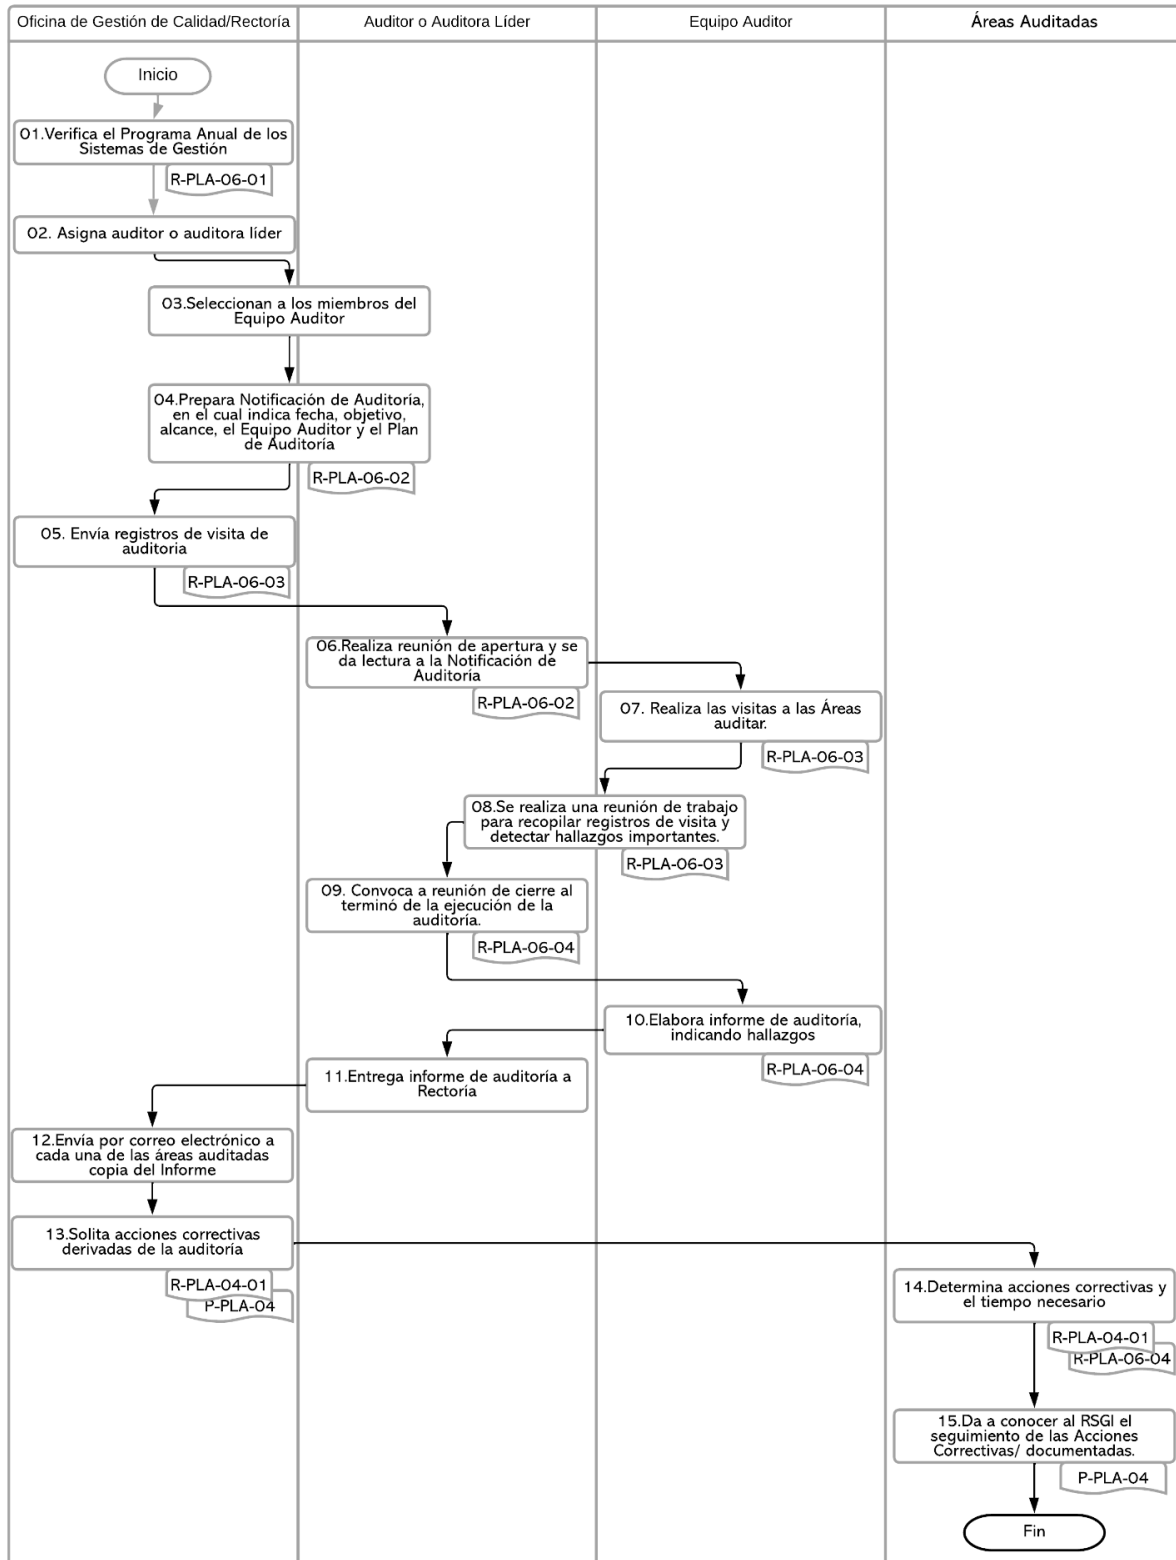 Oficina de Gestión de Calidad/Rectoría
Auditor o Auditora Líder
Equipo Auditor
Áreas Auditadas
Inicio
01.Verifica el Programa Anual de los
Sistemas de Gestión
R-PLA-06-01
02. Asigna auditor o auditora líder
03.Seleccionan a los miembros del
Equipo Auditor
04.Prepara Notificación de Auditoría,
en el cual indica fecha, objetivo,
alcance, el Equipo Auditor y el Plan
de Auditoría
R-PLA-06-02
05. Envía registros de visita de
auditoria
R-PLA-06-03
06.Realiza reunión de apertura y se
da lectura a la Notificación de
Auditoría
R-PLA-06-02
07. Realiza las visitas a las Áreas
auditar.
R-PLA-06-03
08.Se realiza una reunión de trabajo
para recopilar registros de visita y
detectar hallazgos importantes.
R-PLA-06-03
09. Convoca a reunión de cierre al
terminó de la ejecución de la
auditoría.
R-PLA-06-04
10.Elabora informe de auditoría,
indicando hallazgos
R-PLA-06-04
11.Entrega informe de auditoría a
Rectoría
12.Envía por correo electrónico a
cada una de las áreas auditadas
copia del Informe
13.Solita acciones correctivas
derivadas de la auditoría
R-PLA-04-01
P-PLA-04
14.Determina acciones correctivas y
el tiempo necesario
R-PLA-04-01
R-PLA-06-04
15.Da a conocer al RSGI el
seguimiento de las Acciones
Correctivas/ documentadas.
P-PLA-04
Fin